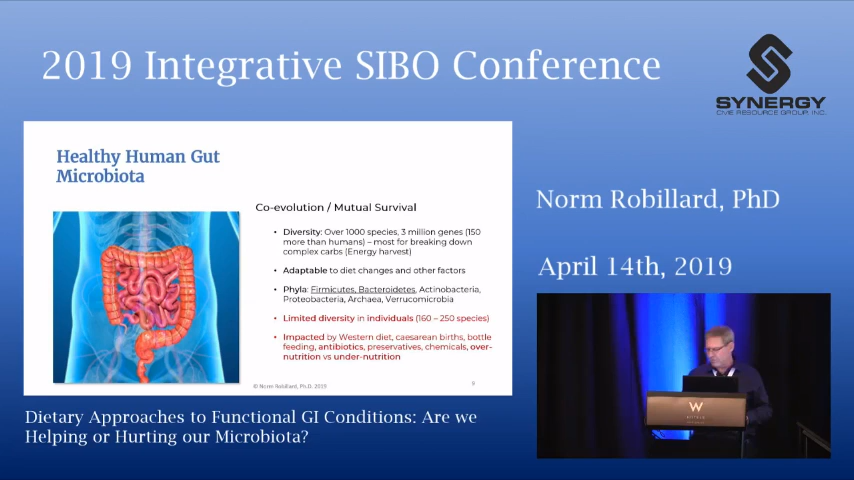 2019 Integrative SIBO Conference
SYNERGY
CME RESOURCE GROUP, INC.
Healthy Human Gut
Microbiota
Co-evolution / Mutual Survival
• Diversity: Over 1000 species, 3 million genes (150
more than humans) – most for breaking down
complex carbs (Energy harvest)
• Adaptable to diet changes and other factors
• Phyla: Firmicutes, Bacteroidetes, Actinobacteria,
Proteobacteria, Archaea, Verrucomicrobia
• Limited diversity in individuals (160 – 250 species)
• Impacted by Western diet, caesarean births, bottle
feeding, antibiotics, preservatives, chemicals, over-
nutrition vs under-nutrition
© Norm Robillard, Ph.D. 2019
Norm Robillard, PhD
April 14th, 2019
W
Dietary Approaches to Functional GI Conditions: Are we
Helping or Hurting our Microbiota?